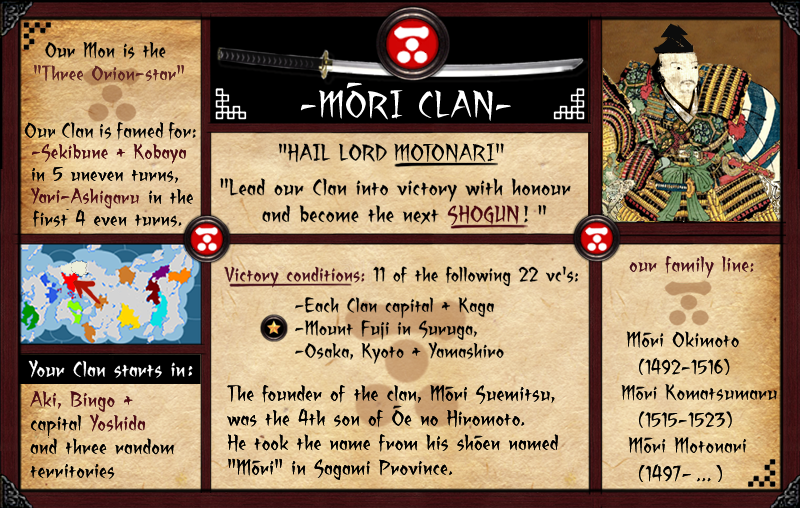 Our Mon is the
"Three Orion-star"
Our Clan is famed for:
-Sekibune + Kobaya
in 5 uneven turns,
Yari-Ashigaru in the
first 4 even turns.
-MŌRI CLAN-
"HAIL LORD MOTONARI"
"Lead our Clan into victory with honour
and become the next SHOGUN! "
Your Clan starts in:
Aki, Bingo +
capital Yoshida
and three random
territories
Victory conditions: 11 of the following 22 vc's:
-Each Clan capital + Kaga
-Mount Fuji in Suruga,
-Osaka, Kyoto + Yamashiro
The founder of the clan, Mōri Suemitsu,
was the 4th son of Ōe no Hiromoto.
He took the name from his shōen named
"Mōri" in Sagami Province.
our family line:
Mōri Okimoto
(1492-1516)
Mōri Komatsumaru
(1515-1523)
Mōri Motonari
(1497- ... )